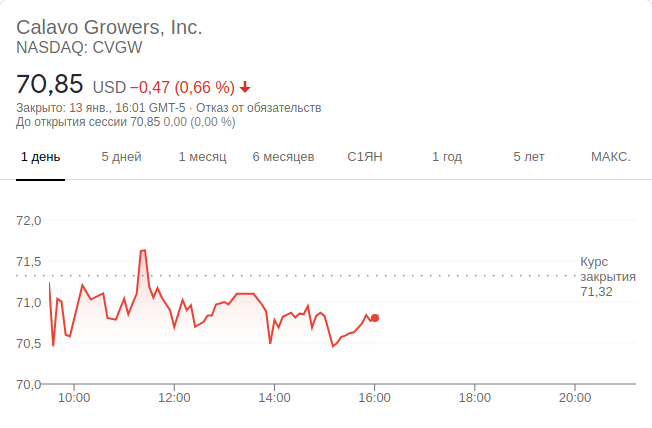 Calavo Growers, Inc.
NASDAQ: CVGW
70,85 USD −0,47 (0,66 %)
Закрыто: 13 янв., 16:01 GMT-5 · Отказ от обязательств
До открытия сессии 70,85 0,00 (0,00 %)
1 день 5 дней 1 месяц 6 месяцев С1ЯН 1 год 5 лет МАКС.
72,0
71,5
Курс
закрытия
71,32
71,0
70,5
70,0
10:00 12:00 14:00 16:00 18:00 20:00